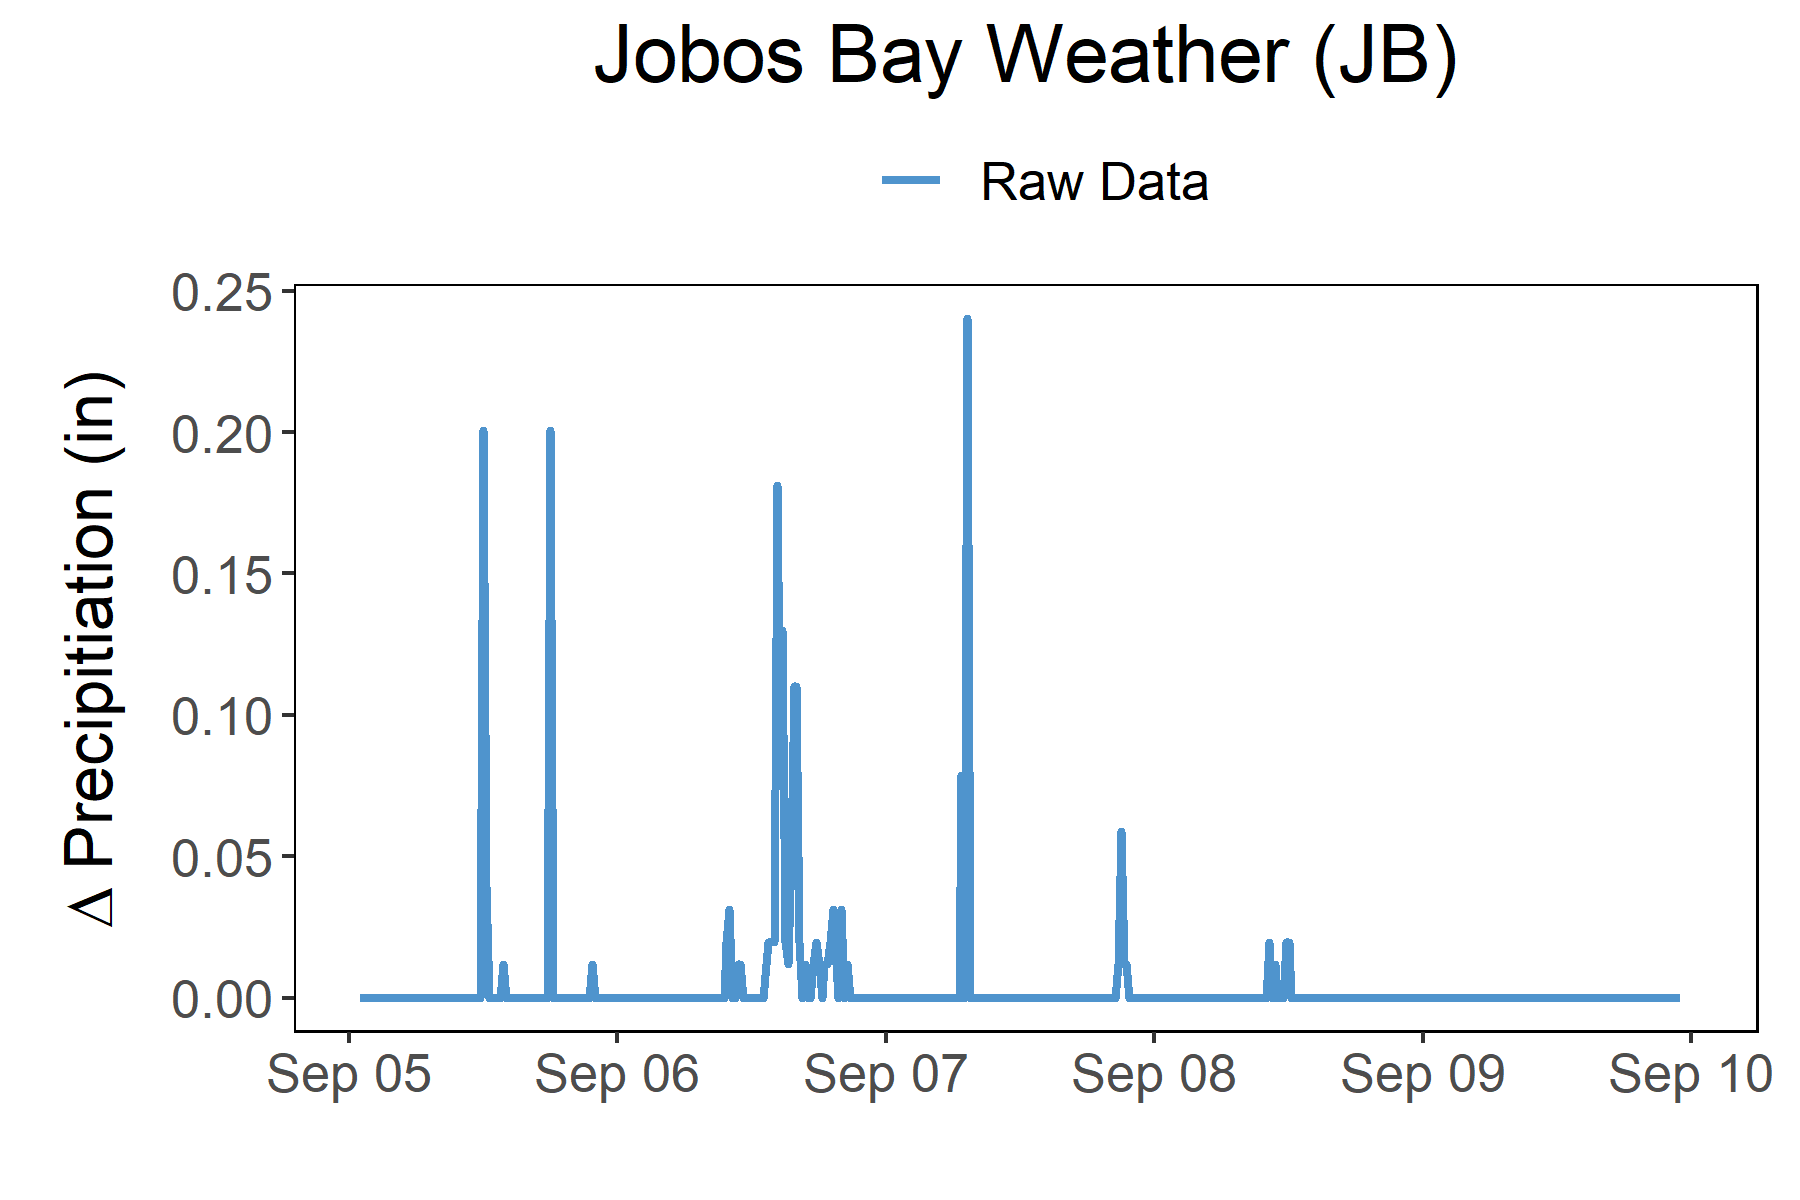 Jobos Bay Weather (JB)
Raw Data
Δ Precipitiation (in)
0.25
0.20
0.15
0.10
0.05
0.00
Sep 05 Sep 06 Sep 07 Sep 08 Sep 09 Sep 10